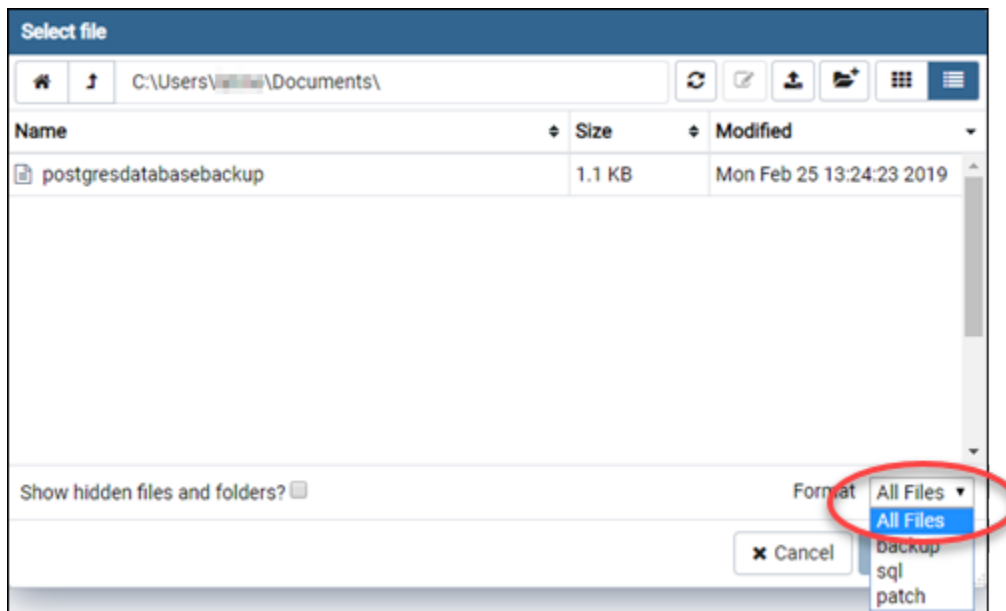 Select file
C:\Users\ \Documents\
Name Size Modified
postgresdatabasebackup 1.1 KB Mon Feb 25 13:24:23 2019
Show hidden files and folders? Format All Files
All Files
Cancel backup
sql
patch